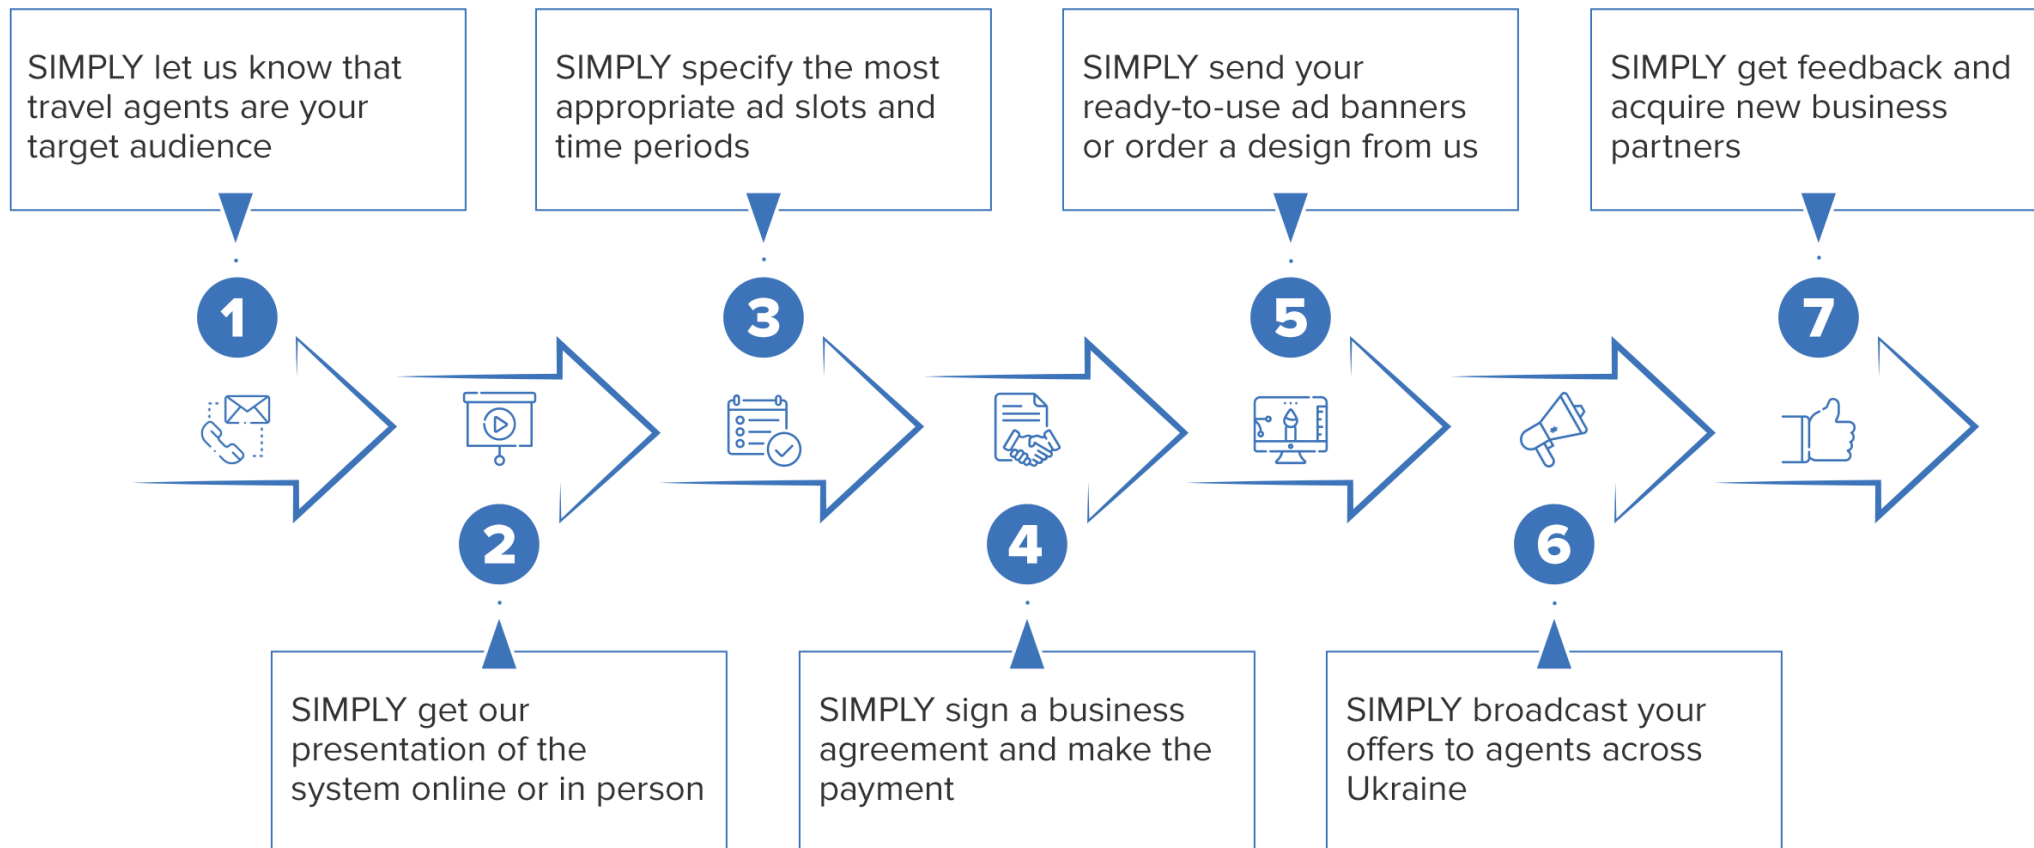 SIMPLY let us know that
travel agents are your
target audience
1
SIMPLY get our
presentation of the
system online or in person
2
SIMPLY specify the most
appropriate ad slots and
time periods
3
SIMPLY sign a business
agreement and make the
payment
4
SIMPLY send your
ready-to-use ad banners
or order a design from us
5
SIMPLY broadcast your
offers to agents across
Ukraine
6
SIMPLY get feedback and
acquire new business
partners
7